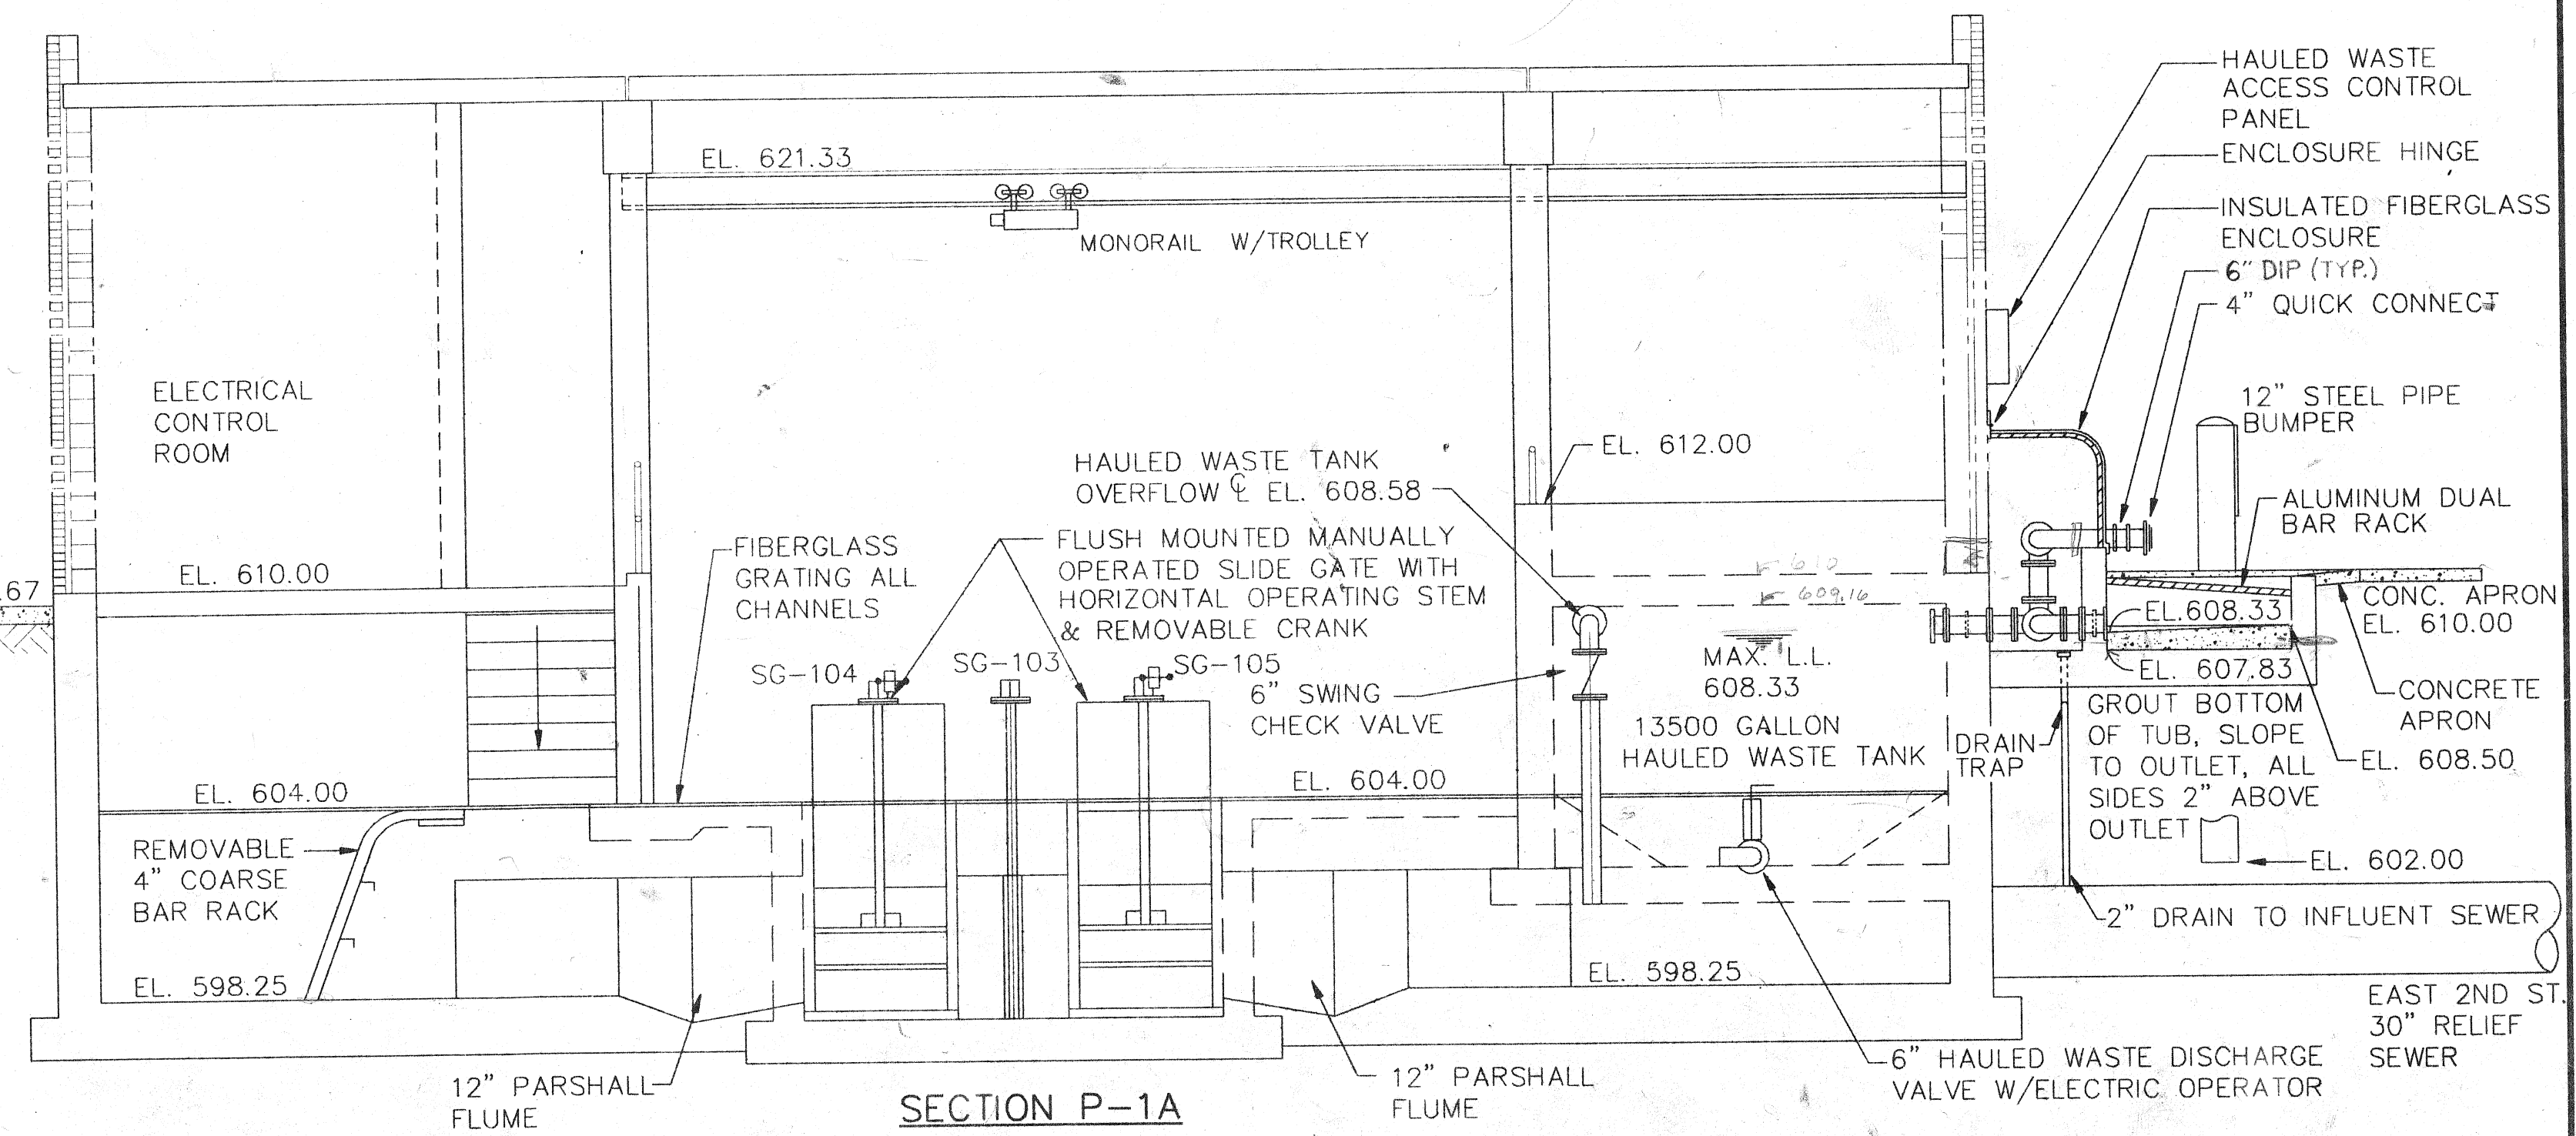 HAULED WASTE
ACCESS CONTROL
PANEL
ENCLOSURE HINGE
INSULATED FIBERGLASS
ENCLOSURE
6" DIP (TYP.)
4" QUICK CONNECT
12" STEEL PIPE
BUMPER
ALUMINUM DUAL
BAR RACK
CONC. APRON
EL. 610.00
EL.608.33
EL. 607.83
CONCRETE
APRON
EL. 608.50
GROUT BOTTOM
OF TUB, SLOPE
TO OUTLET, ALL
SIDES 2" ABOVE
OUTLET
DRAIN
TRAP
EL. 602.00
2" DRAIN TO INFLUENT SEWER
EAST 2ND ST.
30" RELIEF
SEWER
EL. 621.33
MONORAIL W/TROLLEY
ELECTRICAL
CONTROL
ROOM
EL. 612.00
HAULED WASTE TANK
OVERFLOW ℄ EL. 608.58
FLUSH MOUNTED MANUALLY
OPERATED SLIDE GATE WITH
HORIZONTAL OPERATING STEM
& REMOVABLE CRANK
FIBERGLASS
GRATING ALL
CHANNELS
EL. 610.00
.67
610
609.16
SG-104
SG-103
SG-105
6" SWING
CHECK VALVE
MAX. L.L.
608.33
13500 GALLON
HAULED WASTE TANK
EL. 604.00
EL. 604.00
REMOVABLE
4" COARSE
BAR RACK
EL. 598.25
EL. 598.25
12" PARSHALL
FLUME
12" PARSHALL
FLUME
6" HAULED WASTE DISCHARGE
VALVE W/ELECTRIC OPERATOR
SECTION P-1A